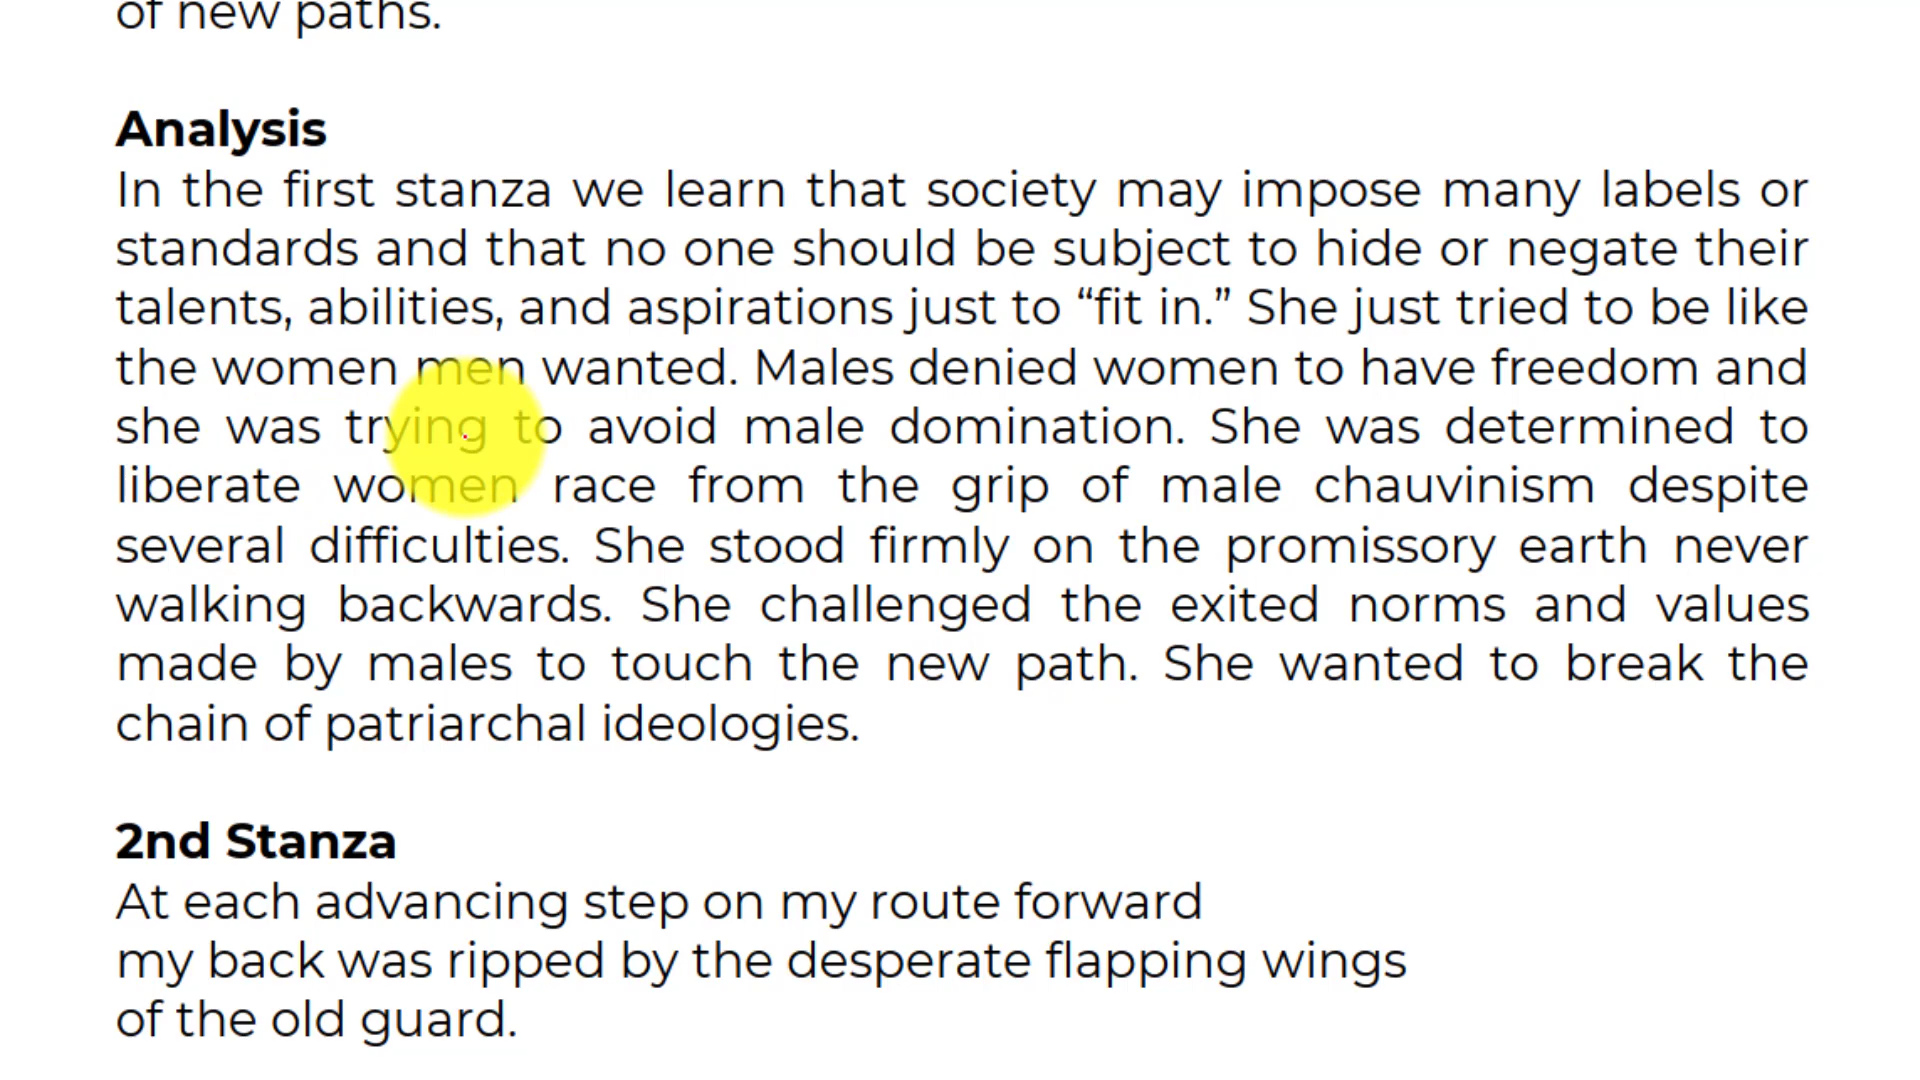 of new paths.
Analysis
In the first stanza we learn that society may impose many labels or
standards and that no one should be subject to hide or negate their
talents, abilities, and aspirations just to “fit in.” She just tried to be like
the women men wanted. Males denied women to have freedom and
she was trying to avoid male domination. She was determined to
liberate women race from the grip of male chauvinism despite
several difficulties. She stood firmly on the promissory earth never
walking backwards. She challenged the exited norms and values
made by males to touch the new path. She wanted to break the
chain of patriarchal ideologies.
2nd Stanza
At each advancing step on my route forward
my back was ripped by the desperate flapping wings
of the old guard.